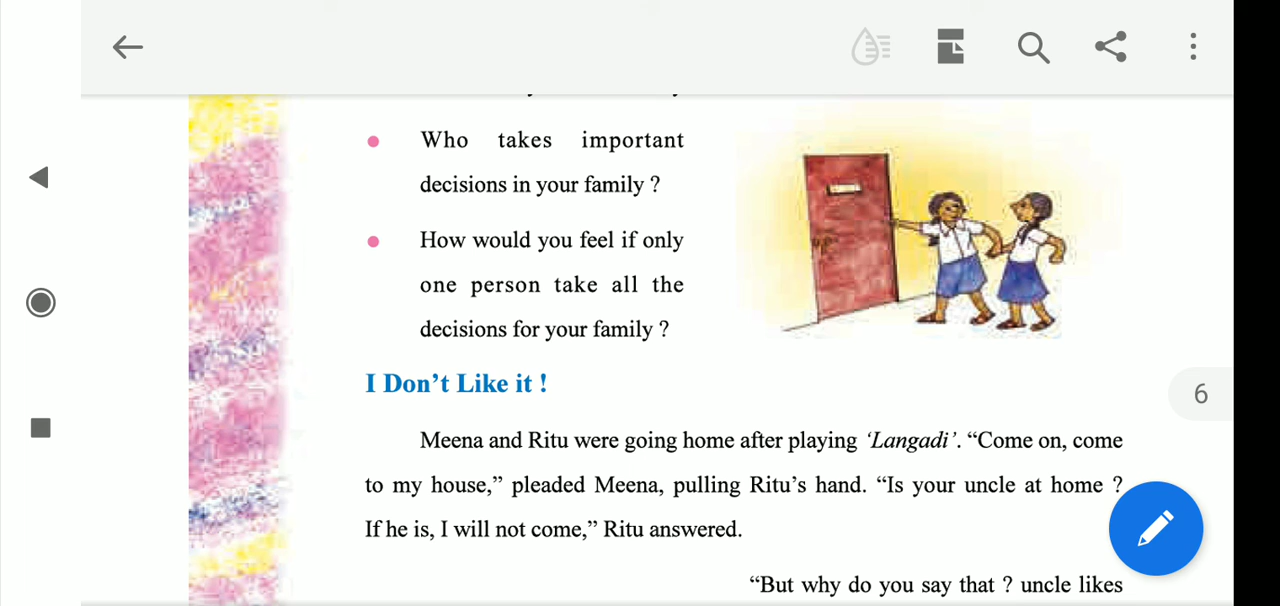 Who takes important
decisions in your family ?
How would you feel if only
one person take all the
decisions for your family ?
I Don’t Like it !
6
Meena and Ritu were going home after playing ‘Langadi’. “Come on, come
to my house,” pleaded Meena, pulling Ritu’s hand. “Is your uncle at home ?
If he is, I will not come,” Ritu answered.
“But why do you say that ? uncle likes